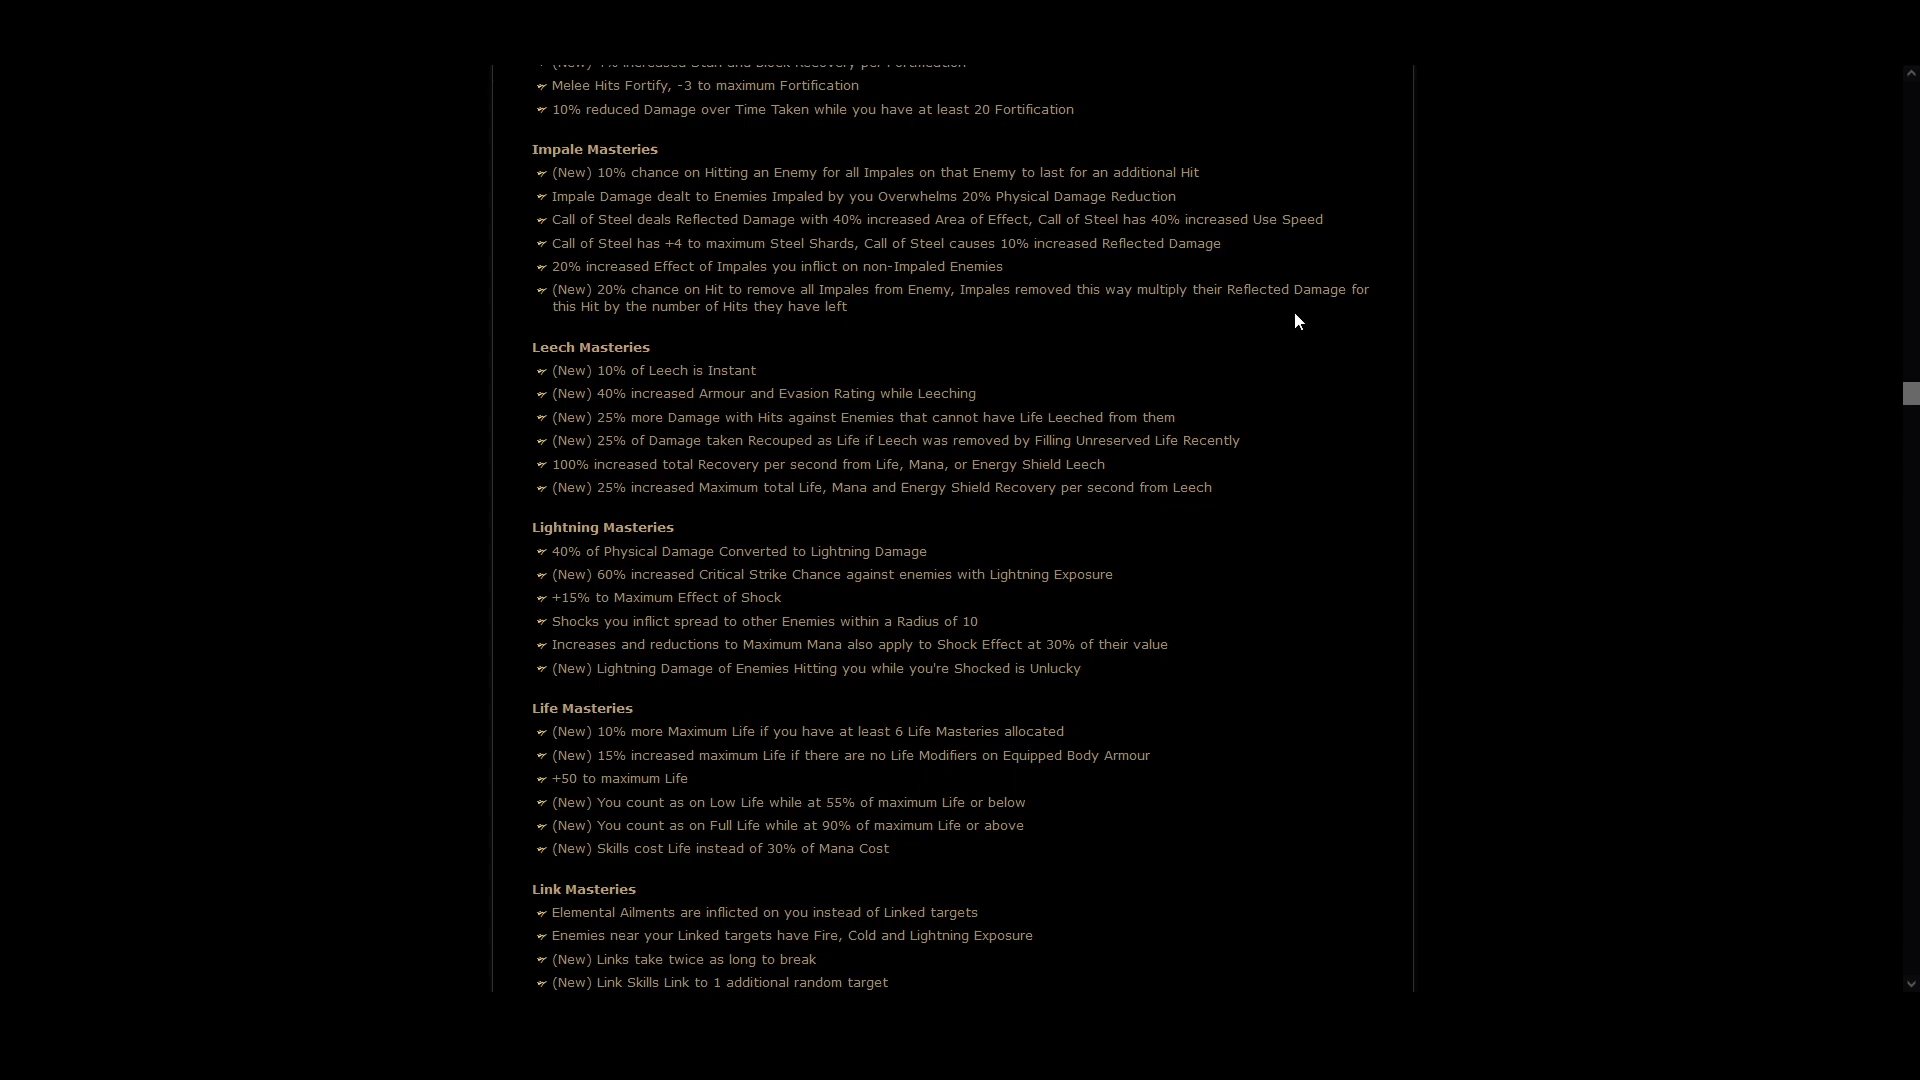 (New) 1% increased Stun and Block Recovery per Fortification
Melee Hits Fortify, -3 to maximum Fortification
10% reduced Damage over Time Taken while you have at least 20 Fortification
Impale Masteries
(New) 10% chance on Hitting an Enemy for all Impales on that Enemy to last for an additional Hit
Impale Damage dealt to Enemies Impaled by you Overwhelms 20% Physical Damage Reduction
Call of Steel deals Reflected Damage with 40% increased Area of Effect, Call of Steel has 40% increased Use Speed
Call of Steel has +4 to maximum Steel Shards, Call of Steel causes 10% increased Reflected Damage
20% increased Effect of Impales you inflict on non-Impaled Enemies
(New) 20% chance on Hit to remove all Impales from Enemy, Impales removed this way multiply their Reflected Damage for
this Hit by the number of Hits they have left
Leech Masteries
(New) 10% of Leech is Instant
(New) 40% increased Armour and Evasion Rating while Leeching
(New) 25% more Damage with Hits against Enemies that cannot have Life Leeched from them
(New) 25% of Damage taken Recouped as Life if Leech was removed by Filling Unreserved Life Recently
100% increased total Recovery per second from Life, Mana, or Energy Shield Leech
(New) 25% increased Maximum total Life, Mana and Energy Shield Recovery per second from Leech
Lightning Masteries
40% of Physical Damage Converted to Lightning Damage
(New) 60% increased Critical Strike Chance against enemies with Lightning Exposure
+15% to Maximum Effect of Shock
Shocks you inflict spread to other Enemies within a Radius of 10
Increases and reductions to Maximum Mana also apply to Shock Effect at 30% of their value
(New) Lightning Damage of Enemies Hitting you while you're Shocked is Unlucky
Life Masteries
(New) 10% more Maximum Life if you have at least 6 Life Masteries allocated
(New) 15% increased maximum Life if there are no Life Modifiers on Equipped Body Armour
+50 to maximum Life
(New) You count as on Low Life while at 55% of maximum Life or below
(New) You count as on Full Life while at 90% of maximum Life or above
(New) Skills cost Life instead of 30% of Mana Cost
Link Masteries
Elemental Ailments are inflicted on you instead of Linked targets
Enemies near your Linked targets have Fire, Cold and Lightning Exposure
(New) Links take twice as long to break
(New) Link Skills Link to 1 additional random target